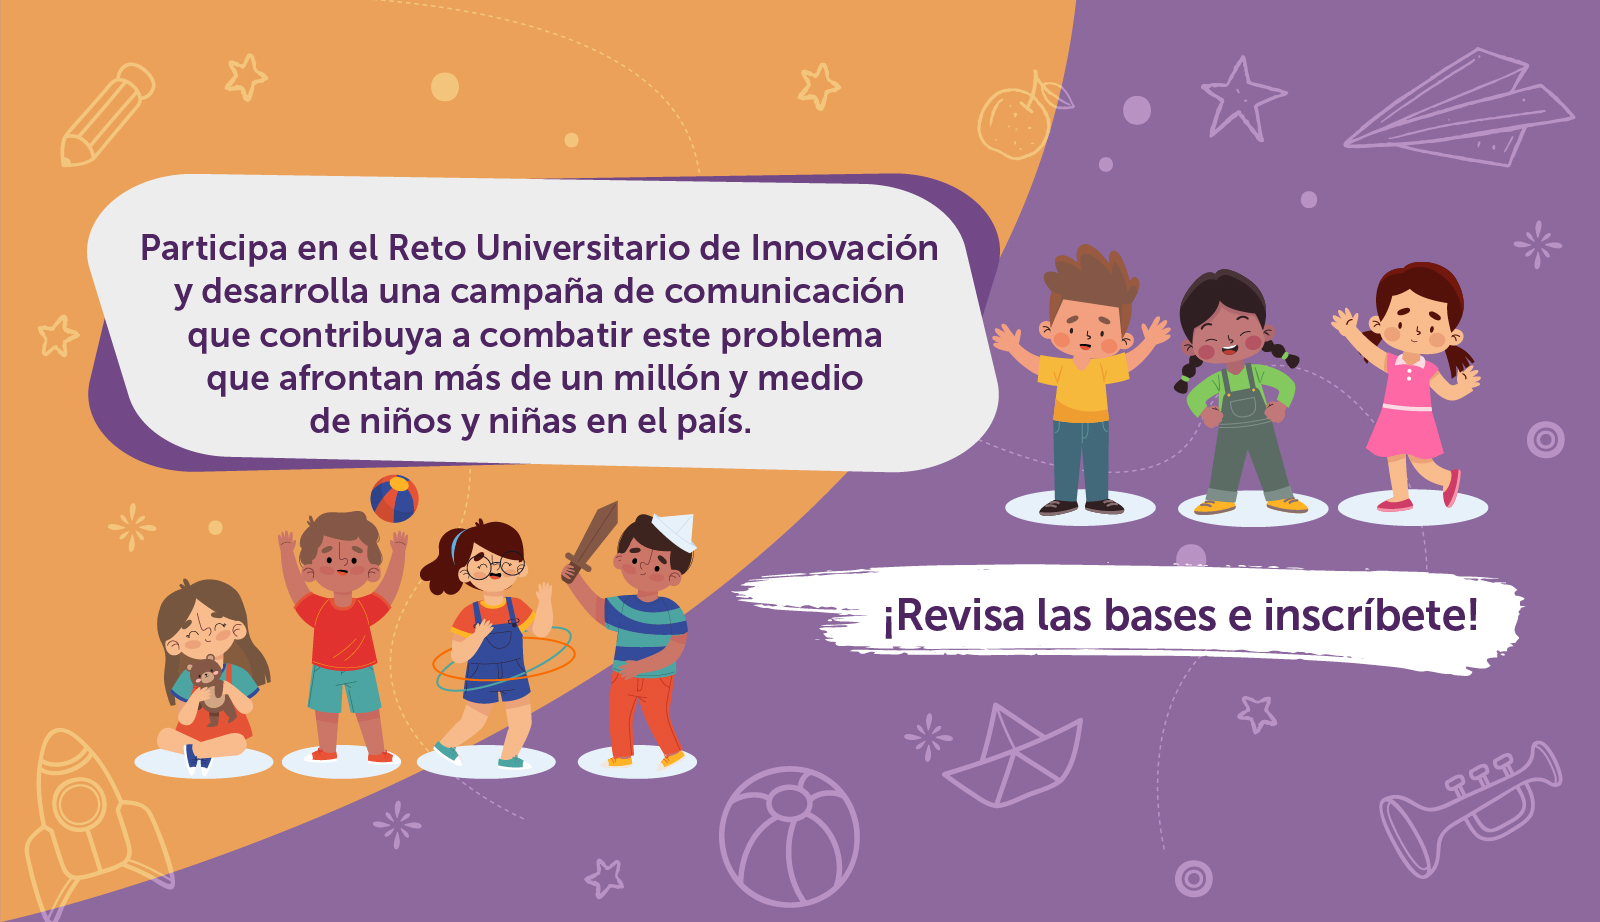 Participa en el Reto Universitario de Innovación
y desarrolla una campaña de comunicación
que contribuya a combatir este problema
que afrontan más de un millón y medio
de niños y niñas en el país.
¡Revisa las bases e inscríbete!